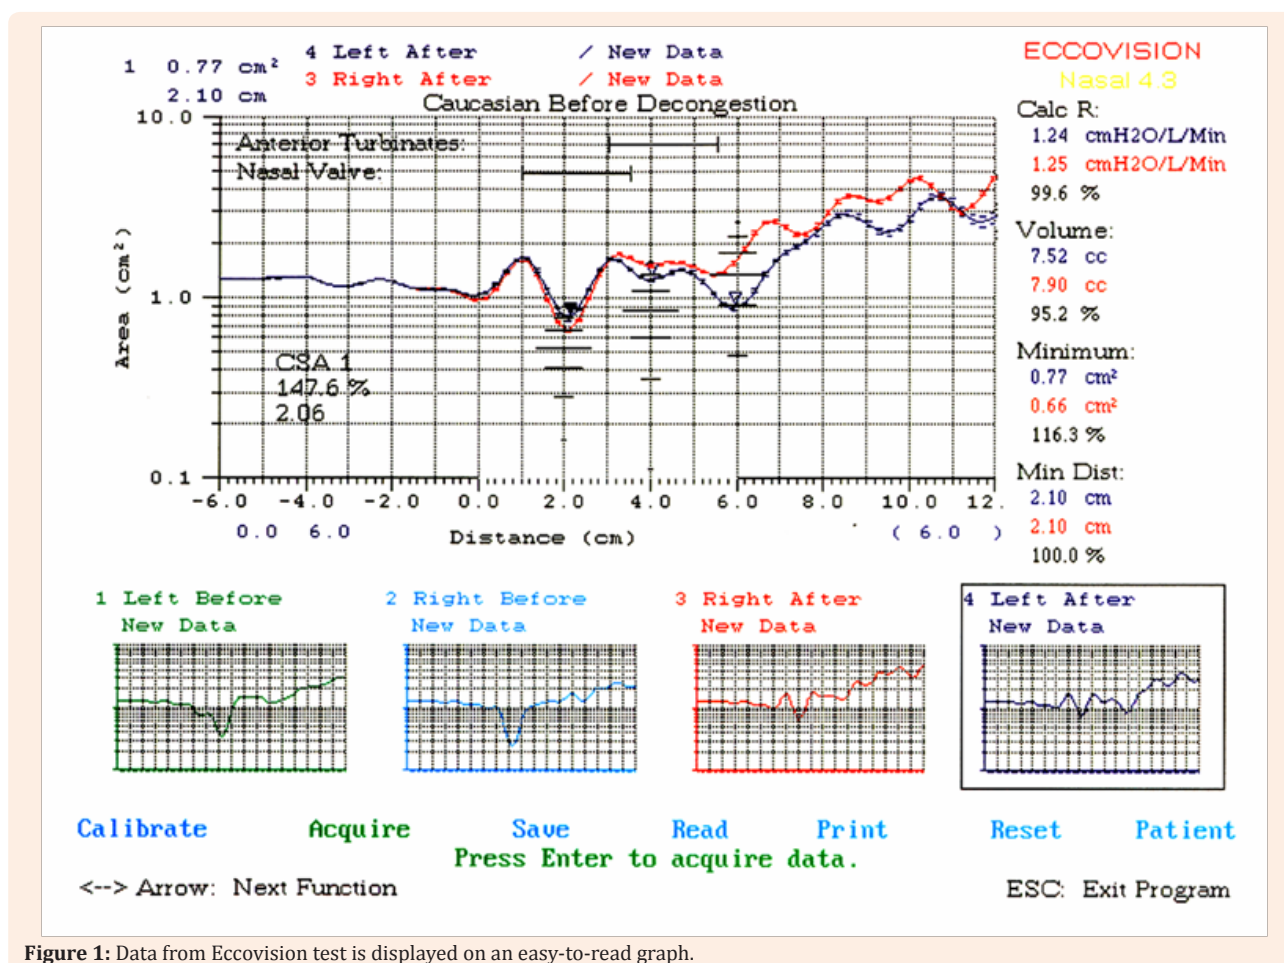 1 0.77 cm²
2.10 cm
4 Left After / New Data
3 Right After / New Data
Caucasian Before Decongestion
ECCOVISION
Nasal 4.3
Calc R:
1.24 cmH2O/L/Min
1.25 cmH2O/L/Min
99.6 %
Volume:
7.52 cc
7.90 cc
95.2 %
Minimum:
0.77 cm²
0.66 cm²
116.3 %
Min Dist:
2.10 cm
2.10 cm
100.0 %
Area (cm²)
10.0
1.0
0.1
Anterior Turbinates:
Nasal Valve:
CSA 1
147.6 %
2.06
-6.0 -4.0 -2.0 0.0 2.0 4.0 6.0 8.0 10.0 12.
0.0 6.0 Distance (cm) ( 6.0 )
1 Left Before
New Data
2 Right Before
New Data
3 Right After
New Data
4 Left After
New Data
Calibrate Acquire Save Read Print Reset Patient
Press Enter to acquire data.
<--> Arrow: Next Function ESC: Exit Program
Figure 1: Data from Eccovision test is displayed on an easy-to-read graph.